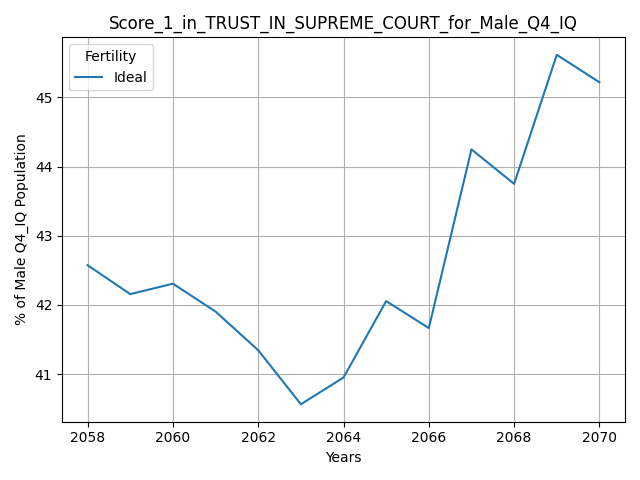 Score_1_in_TRUST_IN_SUPREME_COURT_for_Male_Q4_IQ
Fertility
Ideal
% of Male Q4_IQ Population
45
44
43
42
41
2058
2060
2062
2064
2066
2068
2070
Years